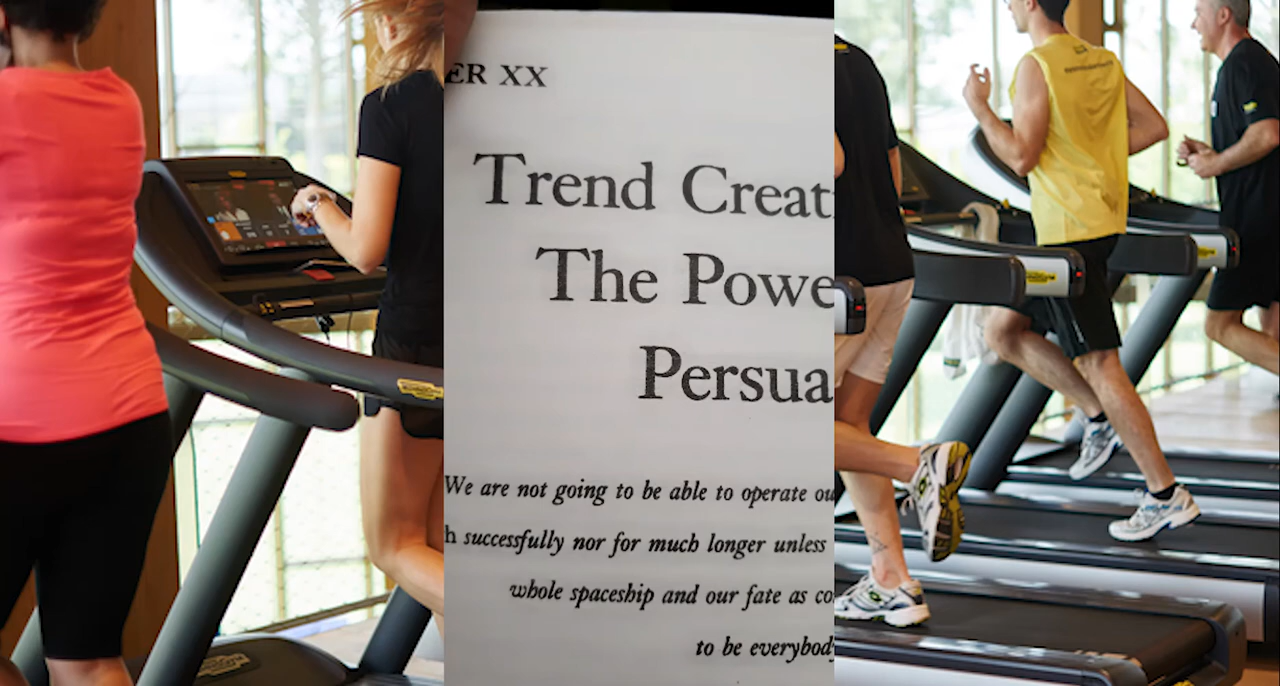 ER XX
Trend Creat
The Powe
Persua
We are not going to be able to operate ou
h successfully nor for much longer unless
whole spaceship and our fate as co
to be everybody